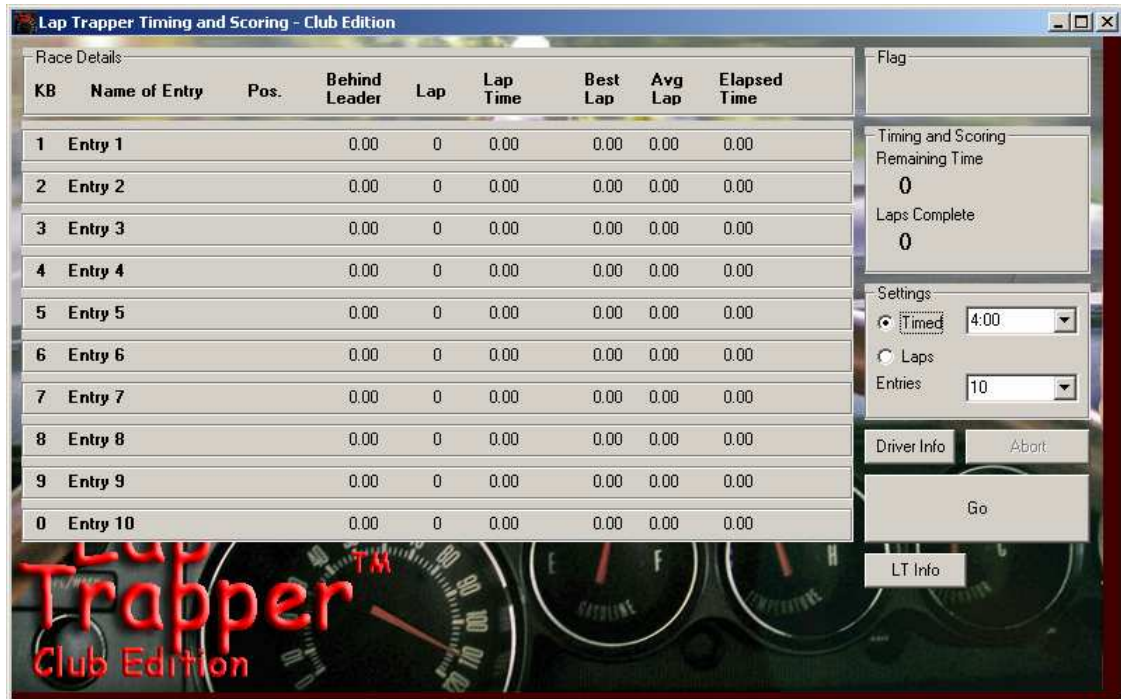 Lap Trapper Timing and Scoring - Club Edition
Race Details
KB Name of Entry Pos. Behind Leader Lap Lap Time Best Lap Avg Lap Elapsed Time
1 Entry 1 0.00 0 0.00 0.00 0.00 0.00
2 Entry 2 0.00 0 0.00 0.00 0.00 0.00
3 Entry 3 0.00 0 0.00 0.00 0.00 0.00
4 Entry 4 0.00 0 0.00 0.00 0.00 0.00
5 Entry 5 0.00 0 0.00 0.00 0.00 0.00
6 Entry 6 0.00 0 0.00 0.00 0.00 0.00
7 Entry 7 0.00 0 0.00 0.00 0.00 0.00
8 Entry 8 0.00 0 0.00 0.00 0.00 0.00
9 Entry 9 0.00 0 0.00 0.00 0.00 0.00
0 Entry 10 0.00 0 0.00 0.00 0.00 0.00
Flag
Timing and Scoring
Remaining Time
0
Laps Complete
0
Settings
Timed 4:00
Laps
Entries 10
Driver Info Abort
Go
LT Info
Lap
Trapper™
Club Edition
40 80 100 110 120 0
E F
GASOLINE
H
TEMPERATURE